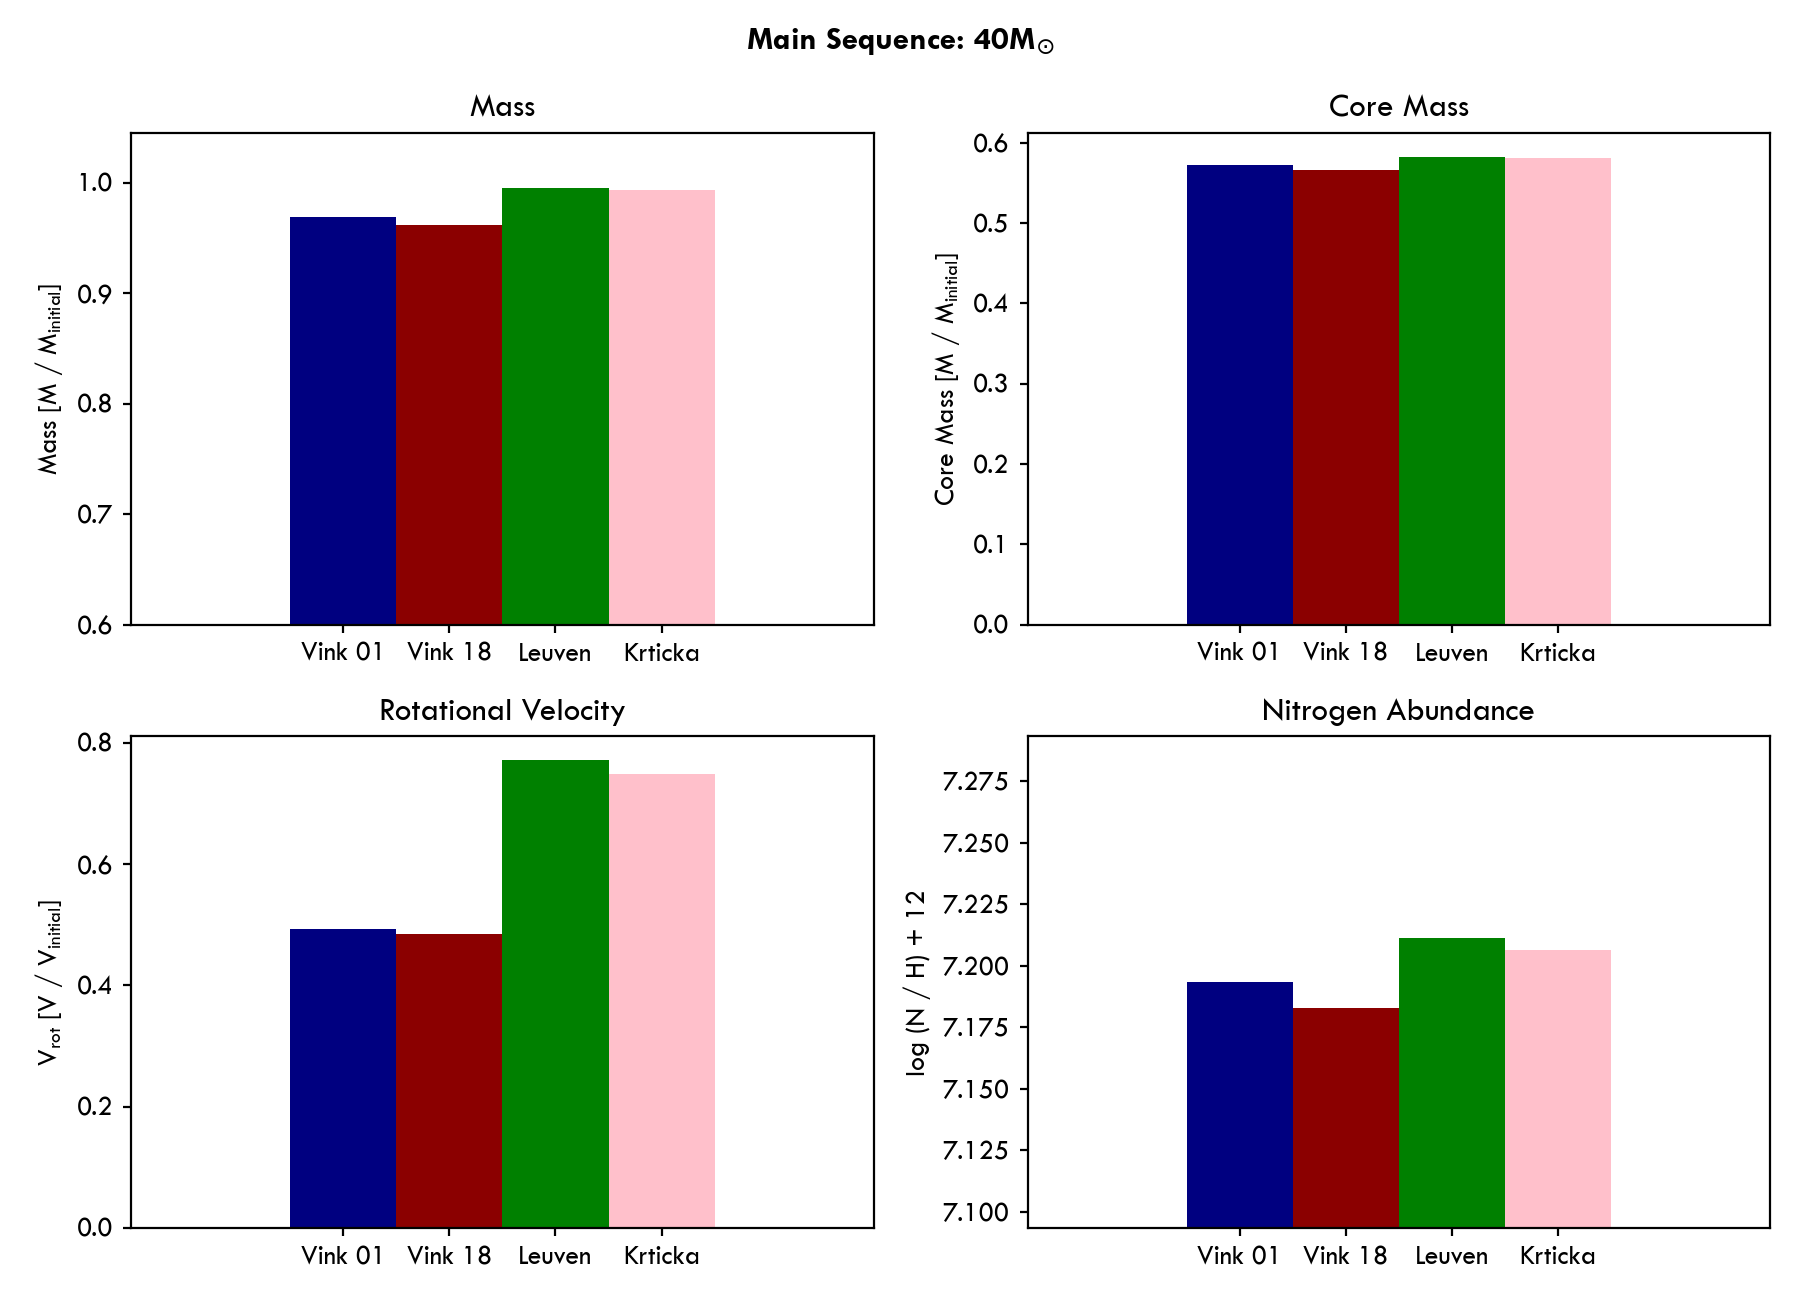 Main Sequence: 40M⊙
Mass
Mass [M / Minitial]
1.0
0.9
0.8
0.7
0.6
Vink 01 Vink 18 Leuven Krticka
Core Mass
Core Mass [M / Minitial]
0.6
0.5
0.4
0.3
0.2
0.1
0.0
Vink 01 Vink 18 Leuven Krticka
Rotational Velocity
Vrot [V / Vinitial]
0.8
0.6
0.4
0.2
0.0
Vink 01 Vink 18 Leuven Krticka
Nitrogen Abundance
log (N / H) + 12
7.275
7.250
7.225
7.200
7.175
7.150
7.125
7.100
Vink 01 Vink 18 Leuven Krticka